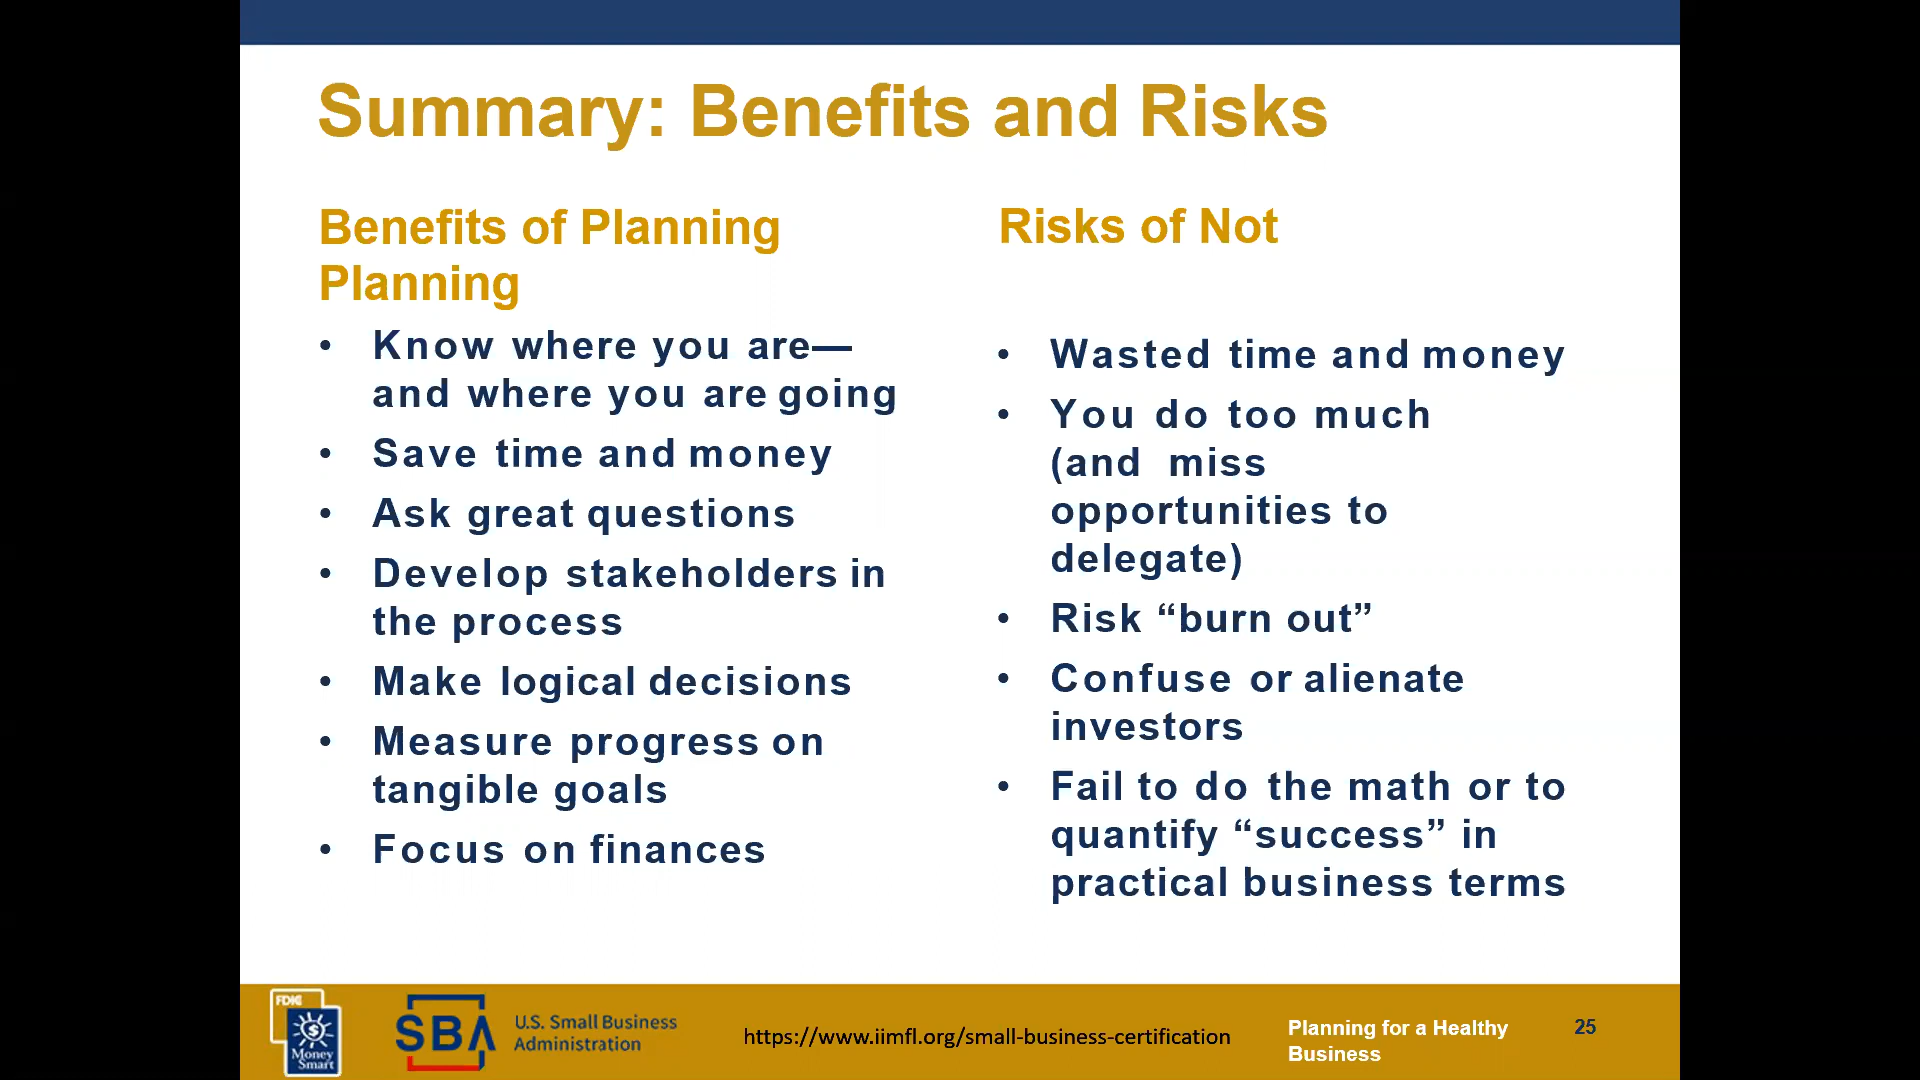 Summary: Benefits and Risks
Benefits of Planning
Planning
• Know where you are—
and where you are going
• Save time and money
• Ask great questions
• Develop stakeholders in
the process
• Make logical decisions
• Measure progress on
tangible goals
• Focus on finances
Risks of Not
• Wasted time and money
• You do too much
(and miss
opportunities to
delegate)
• Risk “burn out”
• Confuse or alienate
investors
• Fail to do the math or to
quantify “success” in
practical business terms
FDIC
Money
Smart
SBA
U.S. Small Business
Administration
https://www.iimfl.org/small-business-certification
Planning for a Healthy
Business
25